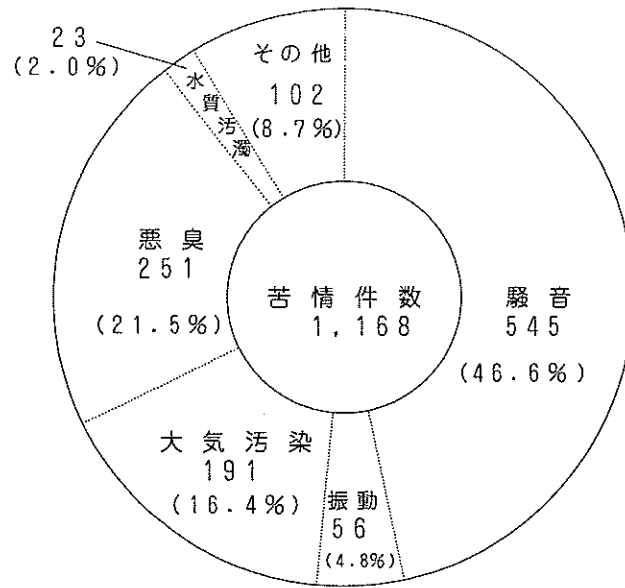 23
(2.0%)
水質汚濁
その他
102
(8.7%)
悪臭
251
(21.5%)
苦情件数
1,168
騒音
545
(46.6%)
大気汚染
191
(16.4%)
振動
56
(4.8%)